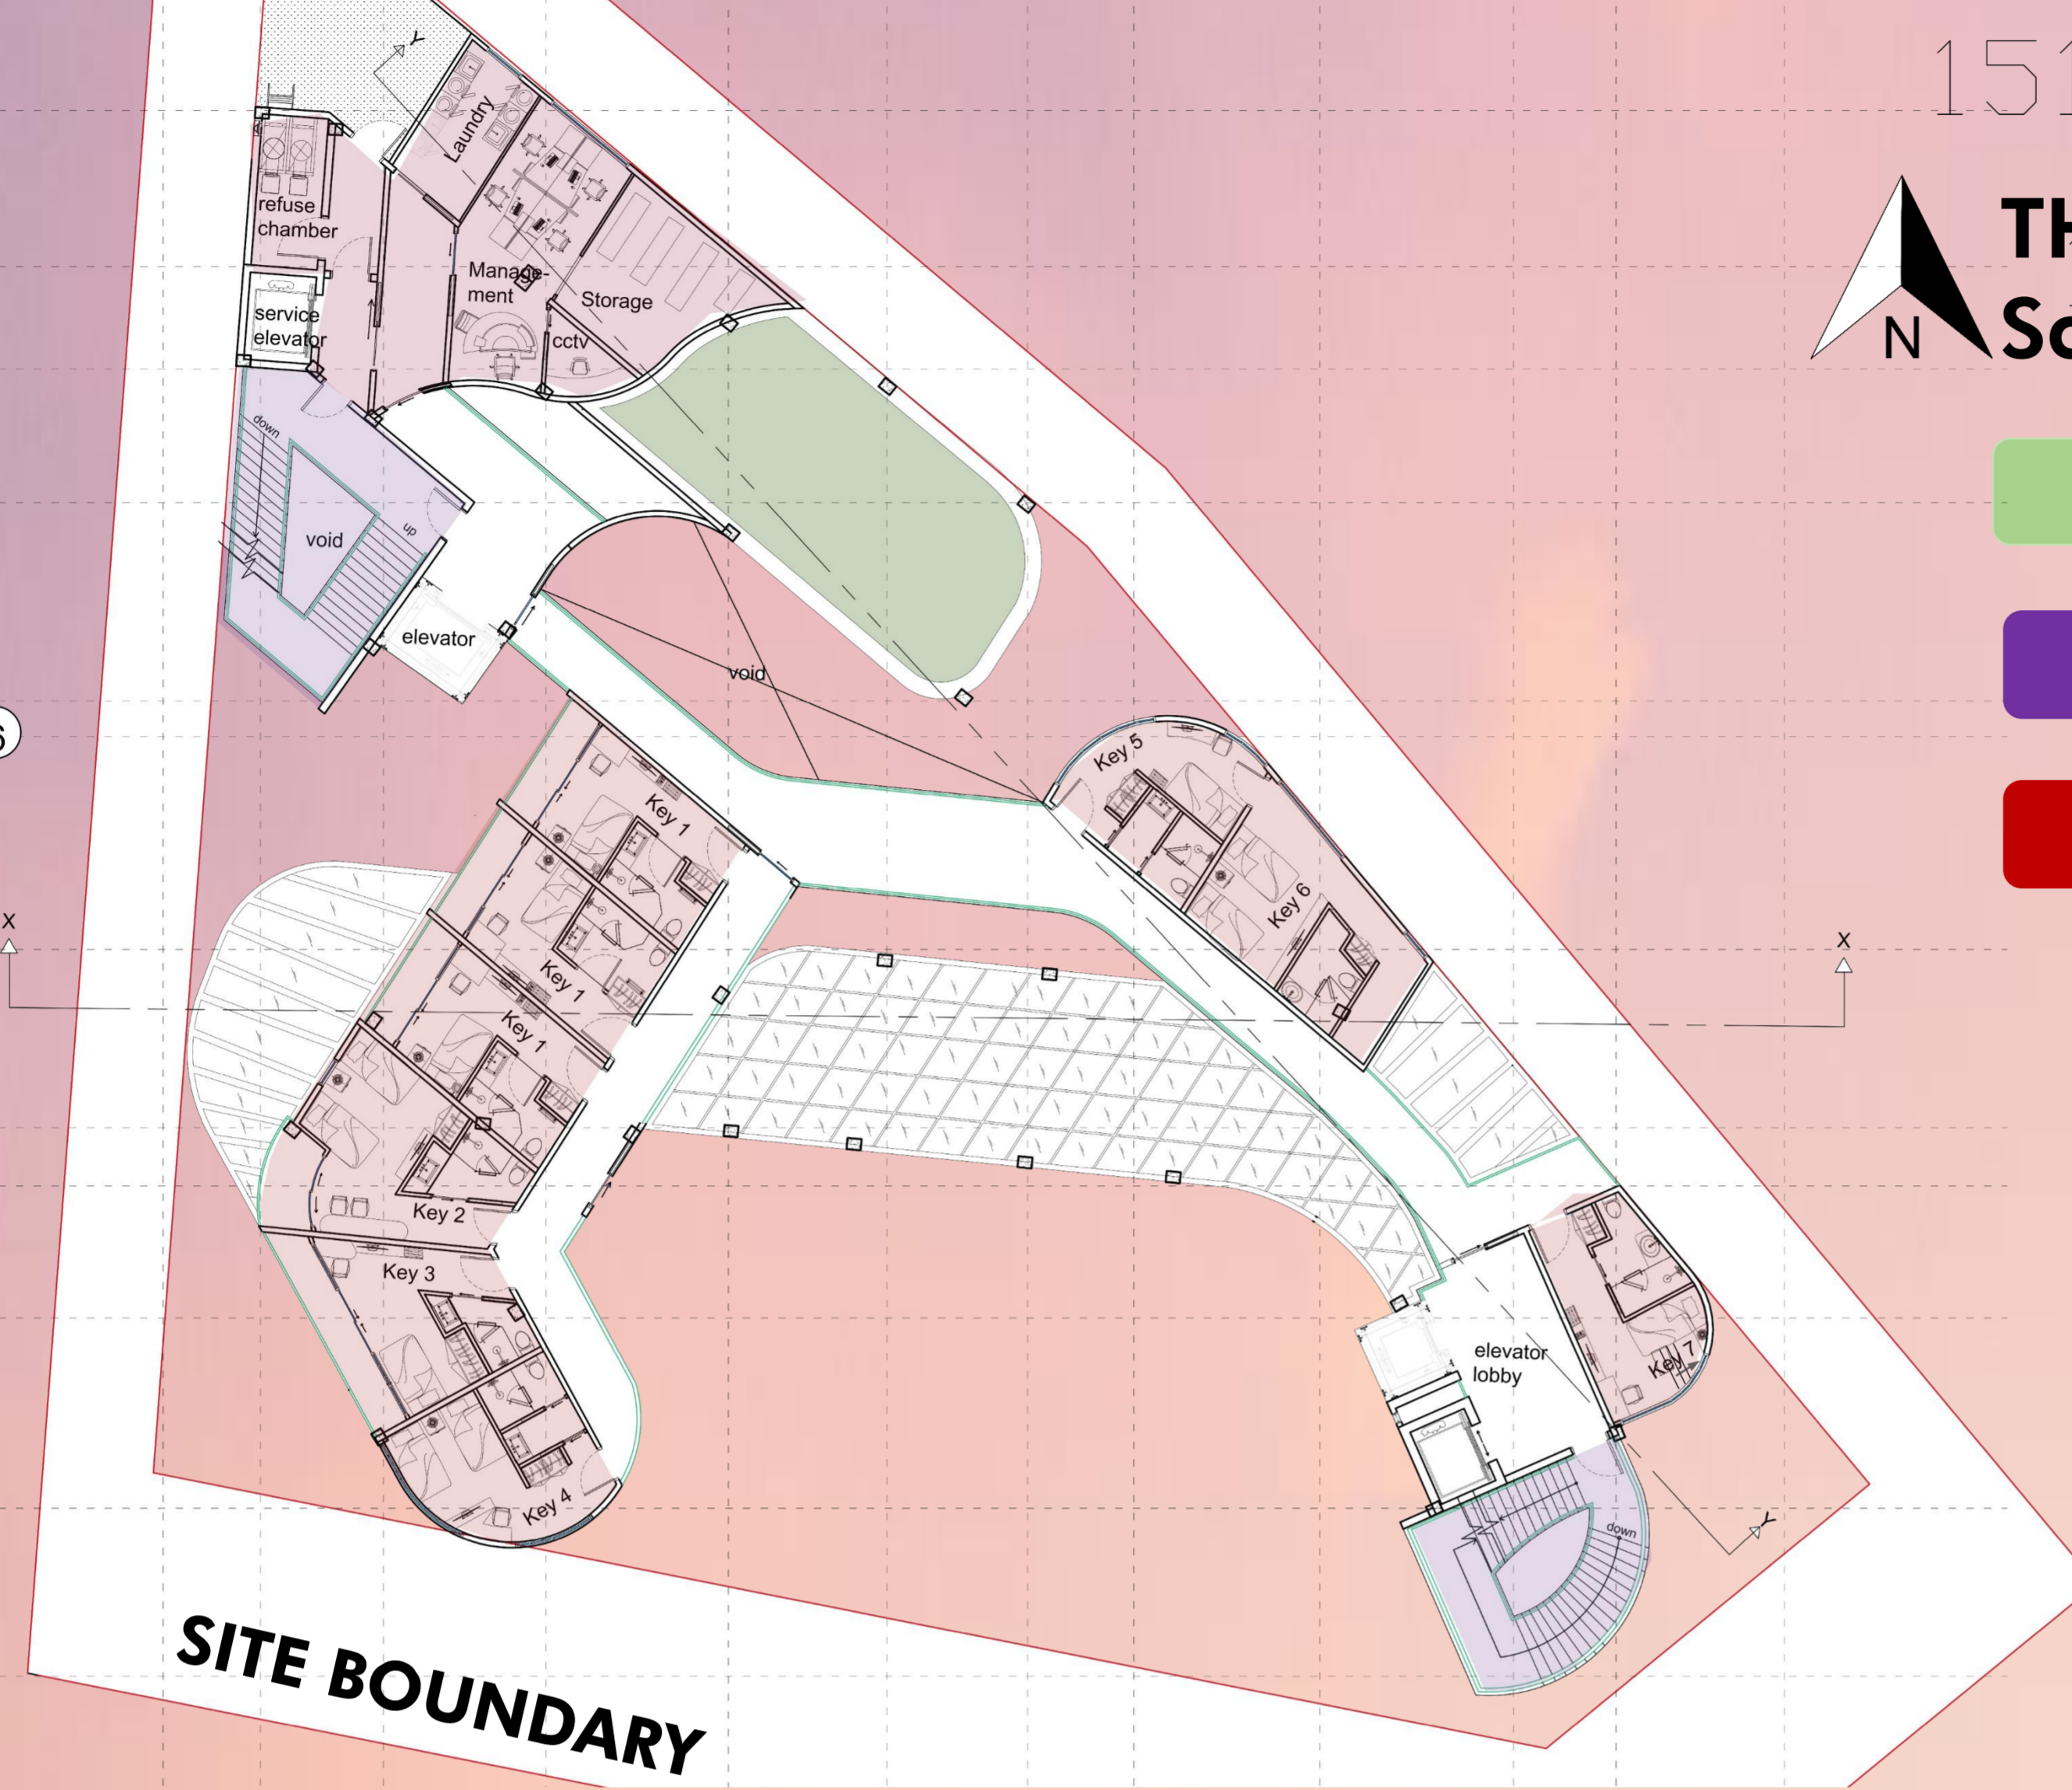 Y
151
TH
Sc
N
Laundry
refuse
chamber
Manage-
ment
Storage
service
elevator
cctv
down
void
up
elevator
void
Key 5
Key 1
Key 6
Key 1
Key 1
X
X
Key 2
Key 3
Key 4
elevator
lobby
Key 7
down
Y
SITE BOUNDARY